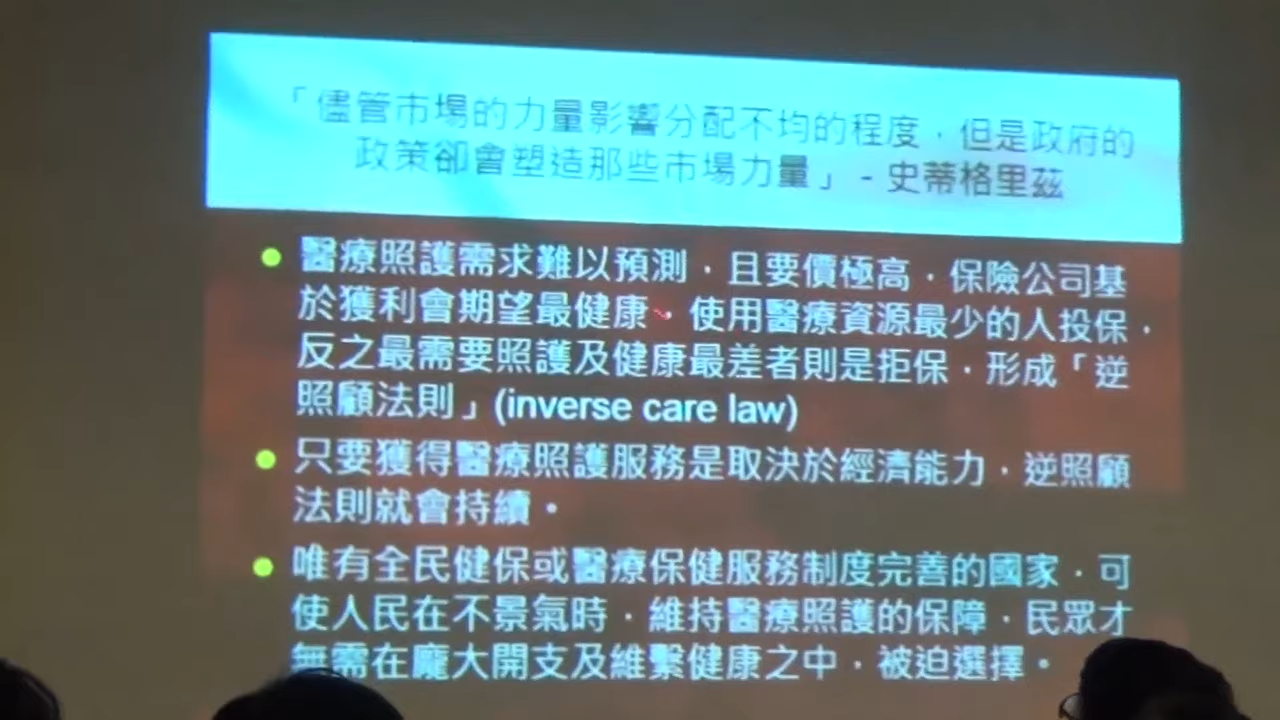 「儘管市場的力量影響分配不均的程度，但是政府的
政策卻會塑造那些市場力量」-史蒂格里茲
醫療照護需求難以預測，且要價極高，保險公司基
於獲利會期望最健康、使用醫療資源最少的人投保，
反之最需要照護及健康最差者則是拒保，形成「逆
照顧法則」(inverse care law)
只要獲得醫療照護服務是取決於經濟能力，逆照顧
法則就會持續。
唯有全民健保或醫療保健服務制度完善的國家，可
使人民在不景氣時，維持醫療照護的保障，民眾才
無需在龐大開支及維繫健康之中，被迫選擇。